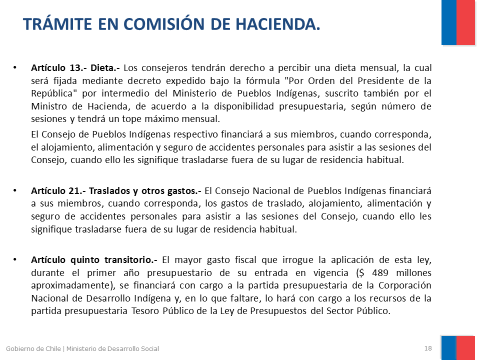 TRÁMITE EN COMISIÓN DE HACIENDA.
• Artículo 13.- Dieta.- Los consejeros tendrán derecho a percibir una dieta mensual, la cual
será fijada mediante decreto expedido bajo la fórmula "Por Orden del Presidente de la
República" por intermedio del Ministerio de Pueblos Indígenas, suscrito también por el
Ministro de Hacienda, de acuerdo a la disponibilidad presupuestaria, según número de
sesiones y tendrá un tope máximo mensual.
El Consejo de Pueblos Indígenas respectivo financiará a sus miembros, cuando corresponda,
el alojamiento, alimentación y seguro de accidentes personales para asistir a las sesiones del
Consejo, cuando ello les signifique trasladarse fuera de su lugar de residencia habitual.
• Artículo 21.- Traslados y otros gastos.- El Consejo Nacional de Pueblos Indígenas financiará
a sus miembros, cuando corresponda, los gastos de traslado, alojamiento, alimentación y
seguro de accidentes personales para asistir a las sesiones del Consejo, cuando ello les
signifique trasladarse fuera de su lugar de residencia habitual.
• Artículo quinto transitorio.- El mayor gasto fiscal que irrogue la aplicación de esta ley,
durante el primer año presupuestario de su entrada en vigencia ($ 489 millones
aproximadamente), se financiará con cargo a la partida presupuestaria de la Corporación
Nacional de Desarrollo Indígena y, en lo que faltare, lo hará con cargo a los recursos de la
partida presupuestaria Tesoro Público de la Ley de Presupuestos del Sector Público.
Gobierno de Chile | Ministerio de Desarrollo Social
18